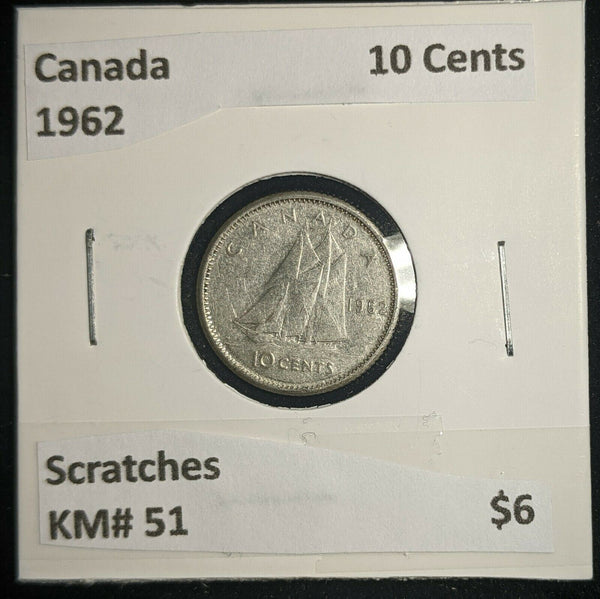 Canada 10 Cents
1962
CANADA
1962
10 CENTS
Scratches
KM# 51 $6